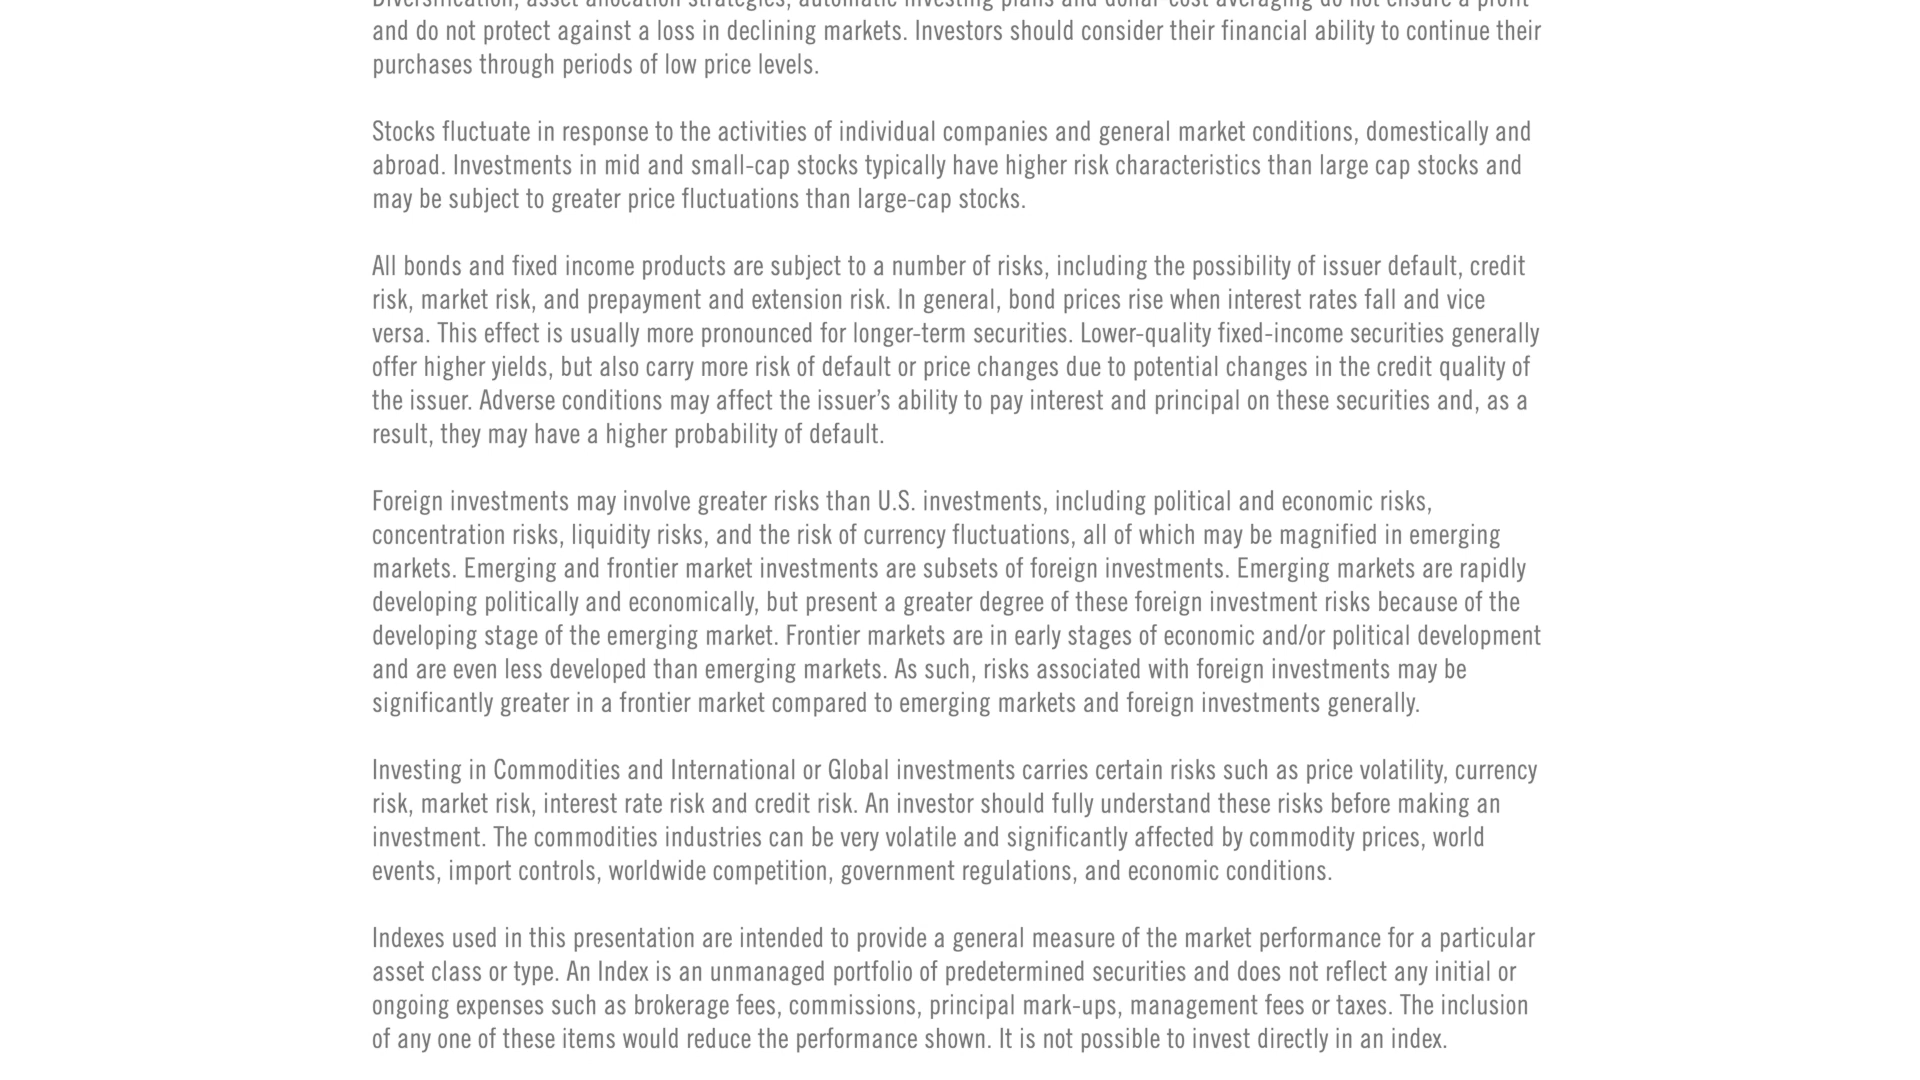 Diversification, asset allocation strategies, automatic investing plans and dollar-cost averaging do not ensure a profit
and do not protect against a loss in declining markets. Investors should consider their financial ability to continue their
purchases through periods of low price levels.
Stocks fluctuate in response to the activities of individual companies and general market conditions, domestically and
abroad. Investments in mid and small-cap stocks typically have higher risk characteristics than large cap stocks and
may be subject to greater price fluctuations than large-cap stocks.
All bonds and fixed income products are subject to a number of risks, including the possibility of issuer default, credit
risk, market risk, and prepayment and extension risk. In general, bond prices rise when interest rates fall and vice
versa. This effect is usually more pronounced for longer-term securities. Lower-quality fixed-income securities generally
offer higher yields, but also carry more risk of default or price changes due to potential changes in the credit quality of
the issuer. Adverse conditions may affect the issuer’s ability to pay interest and principal on these securities and, as a
result, they may have a higher probability of default.
Foreign investments may involve greater risks than U.S. investments, including political and economic risks,
concentration risks, liquidity risks, and the risk of currency fluctuations, all of which may be magnified in emerging
markets. Emerging and frontier market investments are subsets of foreign investments. Emerging markets are rapidly
developing politically and economically, but present a greater degree of these foreign investment risks because of the
developing stage of the emerging market. Frontier markets are in early stages of economic and/or political development
and are even less developed than emerging markets. As such, risks associated with foreign investments may be
significantly greater in a frontier market compared to emerging markets and foreign investments generally.
Investing in Commodities and International or Global investments carries certain risks such as price volatility, currency
risk, market risk, interest rate risk and credit risk. An investor should fully understand these risks before making an
investment. The commodities industries can be very volatile and significantly affected by commodity prices, world
events, import controls, worldwide competition, government regulations, and economic conditions.
Indexes used in this presentation are intended to provide a general measure of the market performance for a particular
asset class or type. An Index is an unmanaged portfolio of predetermined securities and does not reflect any initial or
ongoing expenses such as brokerage fees, commissions, principal mark-ups, management fees or taxes. The inclusion
of any one of these items would reduce the performance shown. It is not possible to invest directly in an index.